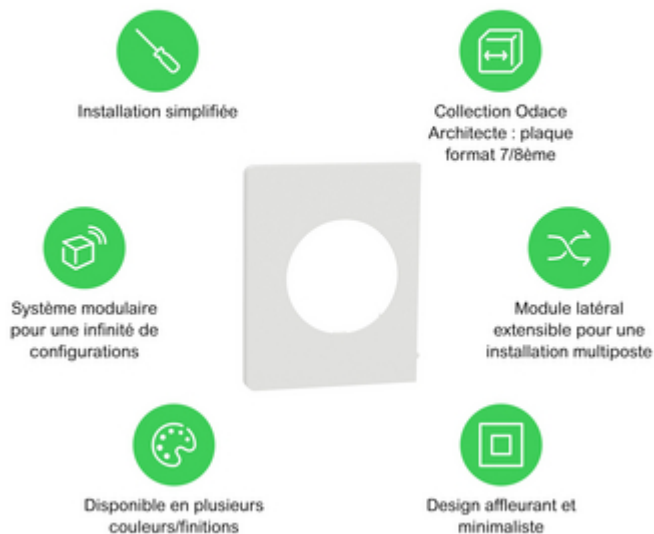 Installation simplifiée
Collection Odace
Architecte : plaque
format 7/8ème
Système modulaire
pour une infinité de
configurations
Module latéral
extensible pour une
installation multiposte
Disponible en plusieurs
couleurs/finitions
Design affleurant et
minimaliste